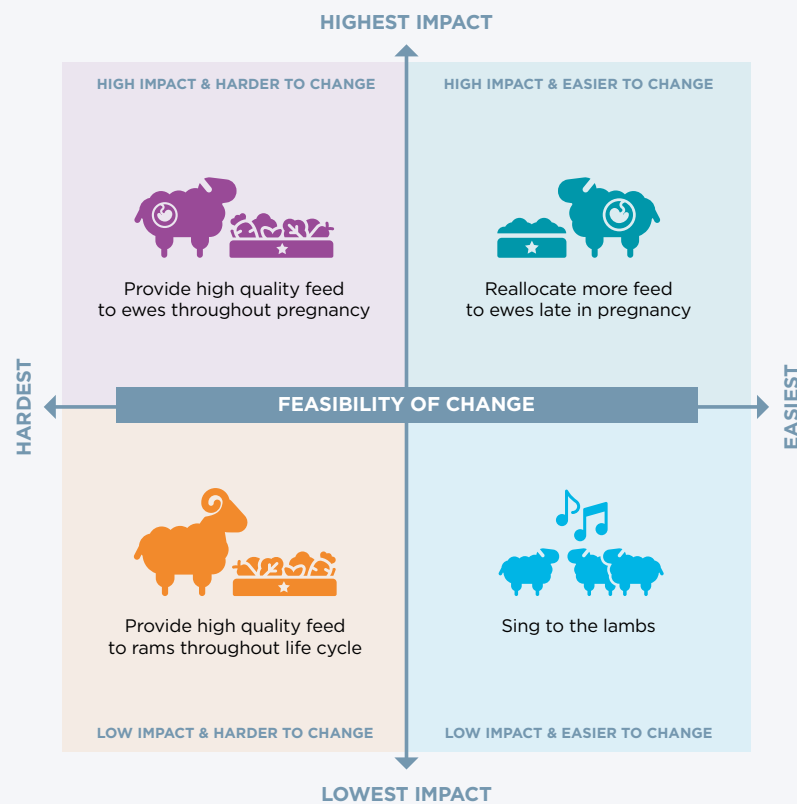 HIGHEST IMPACT
HIGH IMPACT & HARDER TO CHANGE
HIGH IMPACT & EASIER TO CHANGE
Provide high quality feed
to ewes throughout pregnancy
Reallocate more feed
to ewes late in pregnancy
HARDEST
FEASIBILITY OF CHANGE
EASIEST
Provide high quality feed
to rams throughout life cycle
Sing to the lambs
LOW IMPACT & HARDER TO CHANGE
LOW IMPACT & EASIER TO CHANGE
LOWEST IMPACT